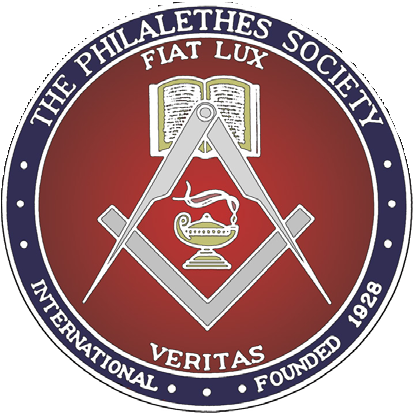 THE PHILALETHES SOCIETY
FIAT LUX
VERITAS
INTERNATIONAL • • • FOUNDED 1928